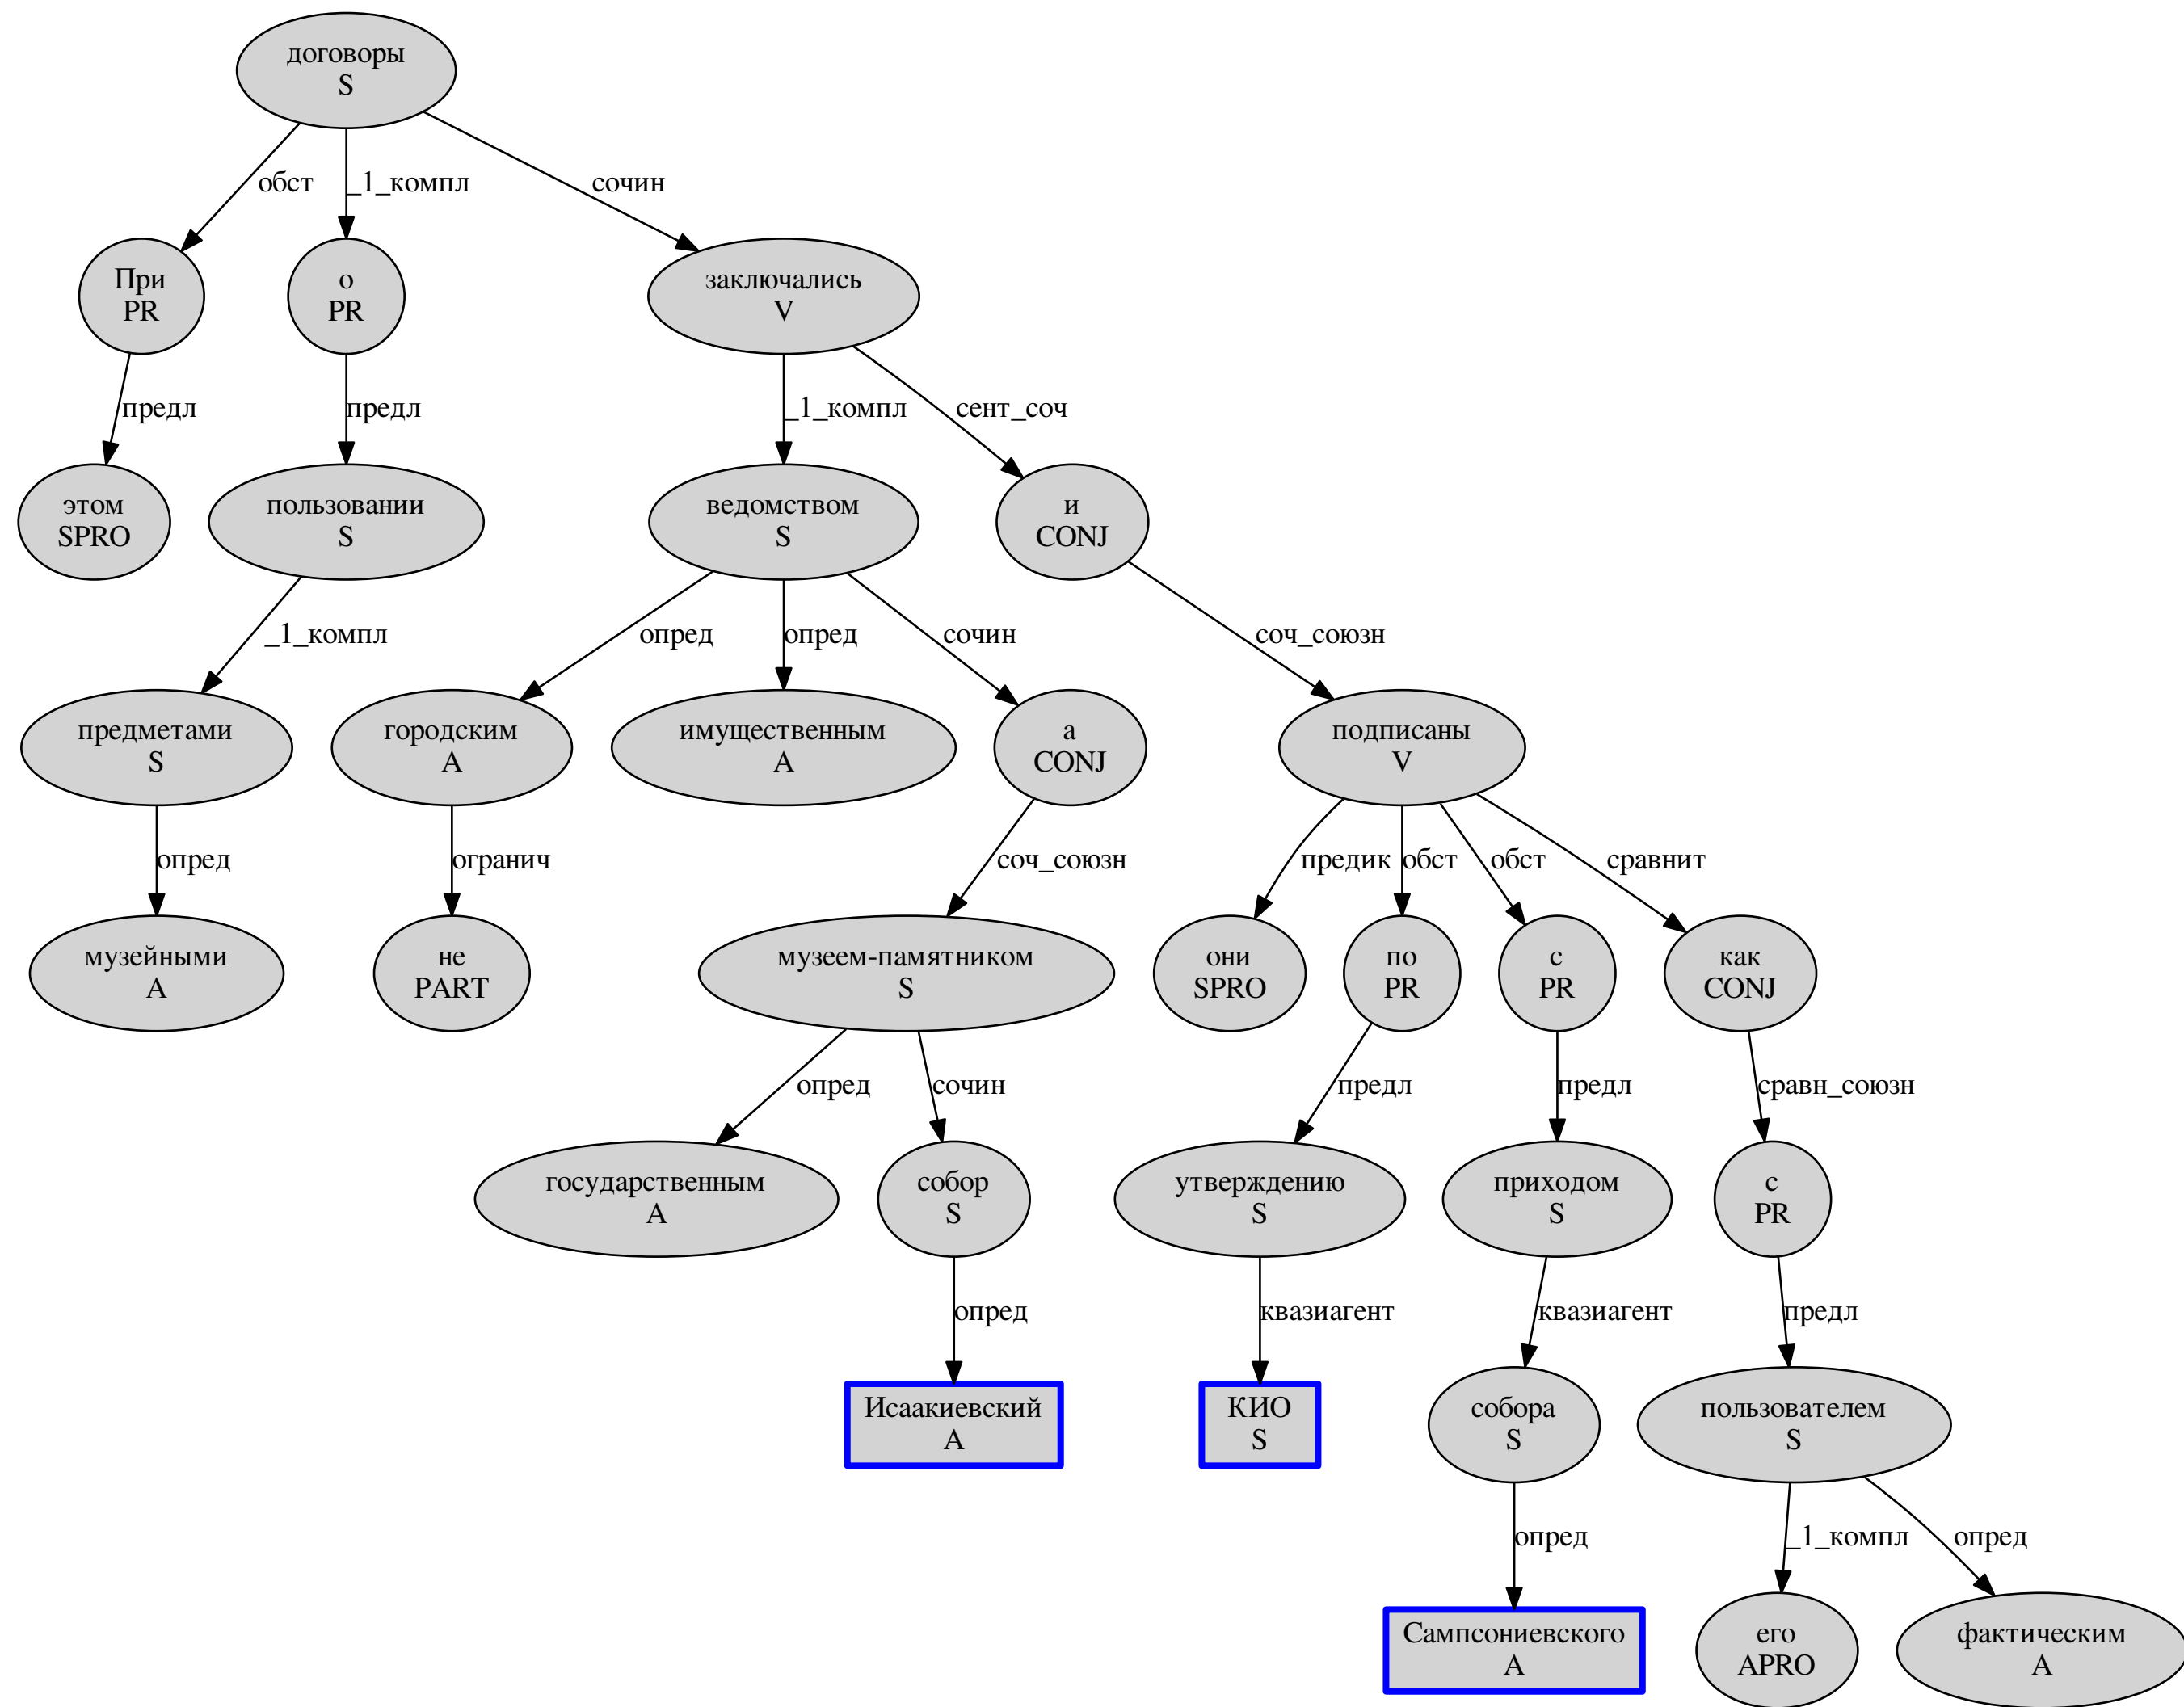 договоры
S
обст
_1_компл
сочин
При
PR
о
PR
заключались
V
предл
предл
_1_компл
сент_соч
этом
SPRO
пользовании
S
ведомством
S
и
CONJ
_1_компл
опред
опред
сочин
соч_союзн
предметами
S
городским
A
имущественным
A
а
CONJ
подписаны
V
опред
огранич
соч_союзн
предик
обст
обст
сравнит
музейными
A
не
PART
музеем-памятником
S
они
SPRO
по
PR
с
PR
как
CONJ
опред
сочин
предл
предл
сравн_союзн
государственным
A
собор
S
утверждению
S
приходом
S
с
PR
опред
квазиагент
квазиагент
предл
Исаакиевский
A
КИО
S
собора
S
пользователем
S
опред
_1_компл
опред
Сампсониевского
A
его
APRO
фактическим
A